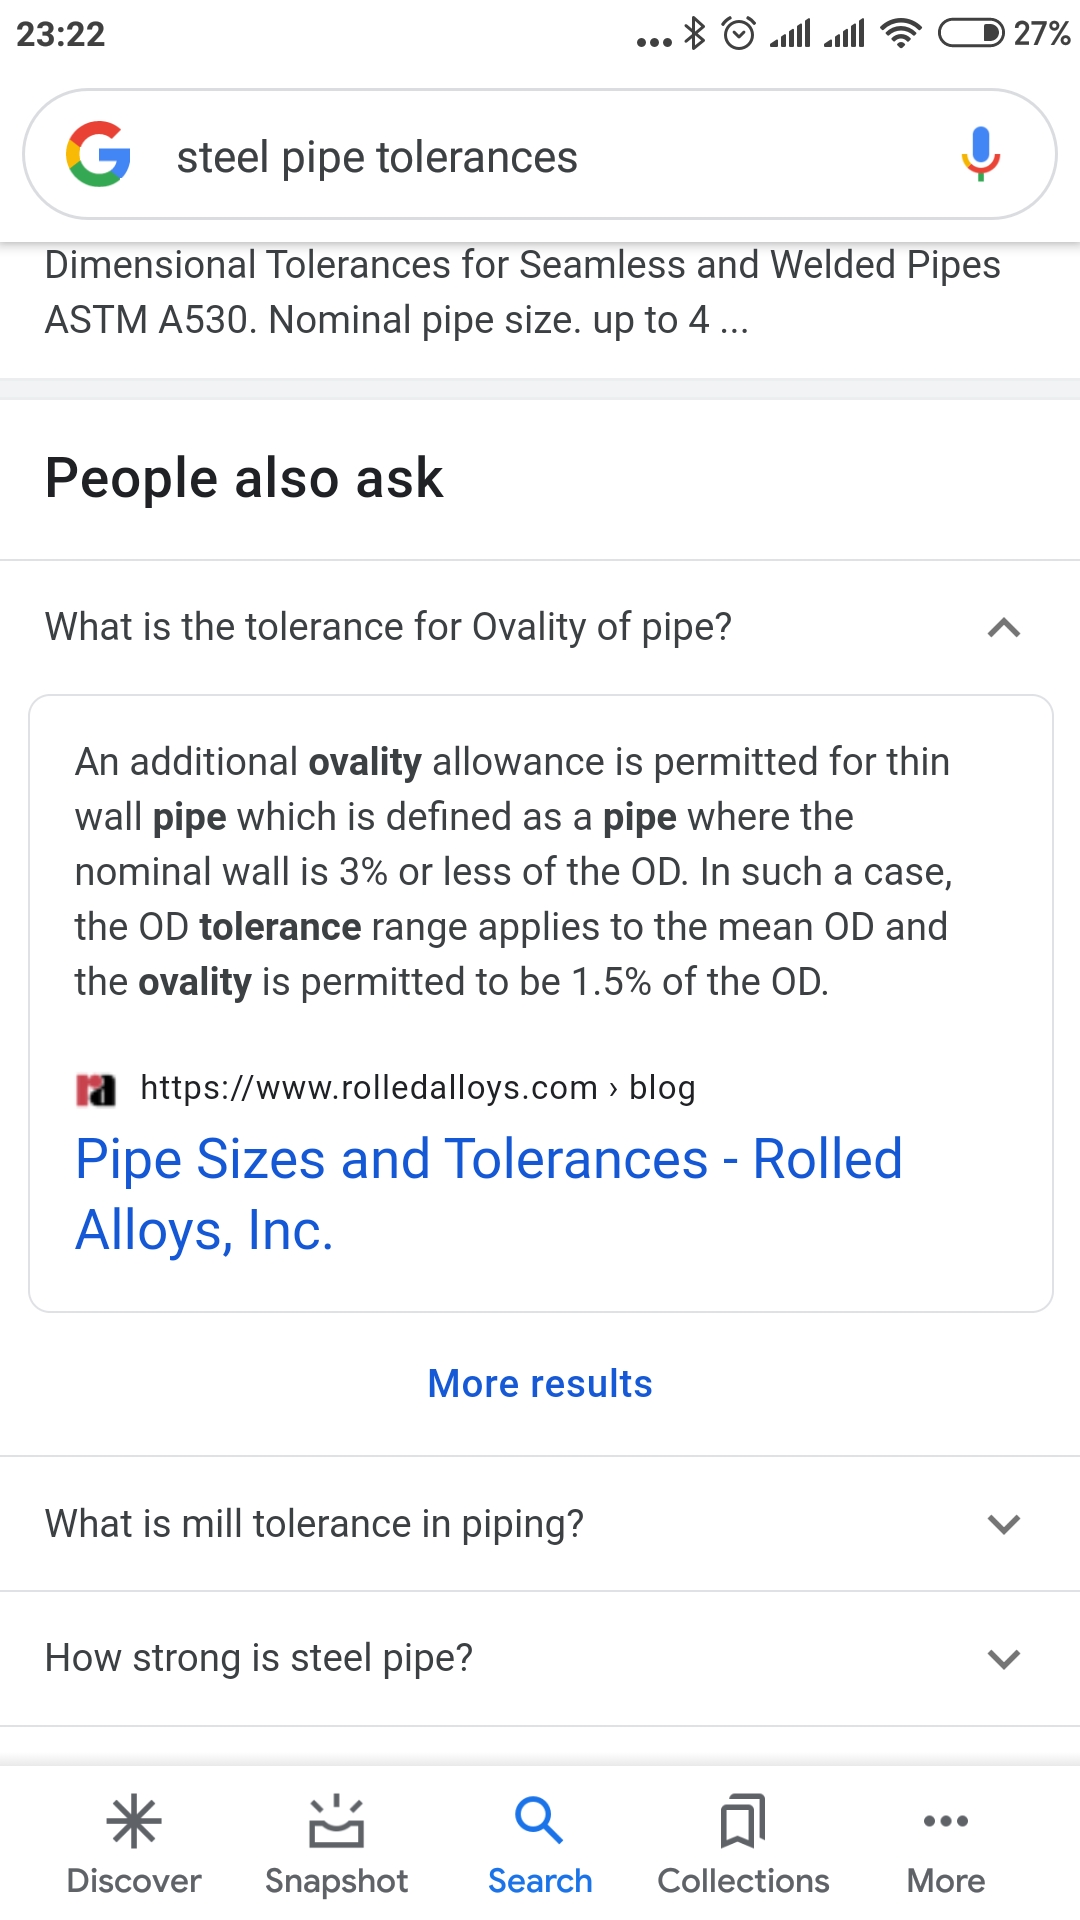 23:22
27%
steel pipe tolerances
Dimensional Tolerances for Seamless and Welded Pipes
ASTM A530. Nominal pipe size. up to 4 ...
People also ask
What is the tolerance for Ovality of pipe?
An additional ovality allowance is permitted for thin
wall pipe which is defined as a pipe where the
nominal wall is 3% or less of the OD. In such a case,
the OD tolerance range applies to the mean OD and
the ovality is permitted to be 1.5% of the OD.
ra https://www.rolledalloys.com › blog
Pipe Sizes and Tolerances - Rolled
Alloys, Inc.
More results
What is mill tolerance in piping?
How strong is steel pipe?
Discover Snapshot Search Collections More